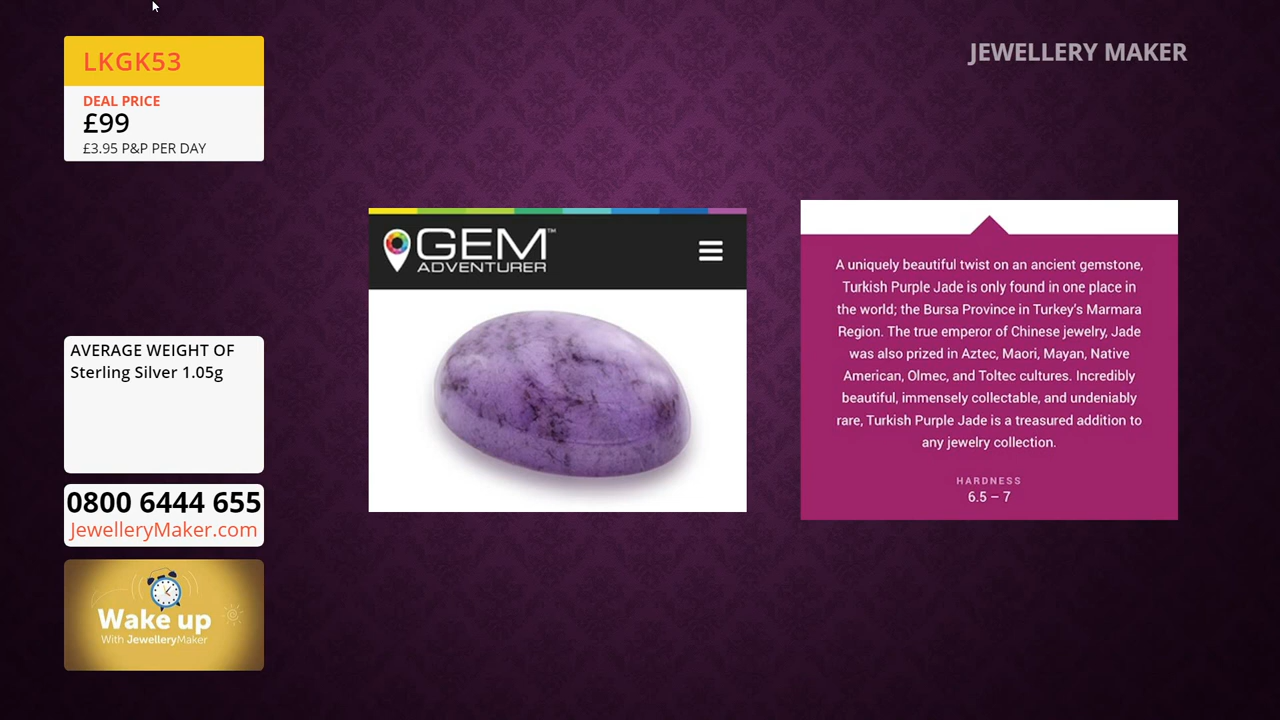 LKGK53
DEAL PRICE
£99
£3.95 P&P PER DAY
JEWELLERY MAKER
AVERAGE WEIGHT OF
Sterling Silver 1.05g
0800 6444 655
JewelleryMaker.com
Wake up
With JewelleryMaker
GEM™
ADVENTURER
A uniquely beautiful twist on an ancient gemstone,
Turkish Purple Jade is only found in one place in
the world; the Bursa Province in Turkey's Marmara
Region. The true emperor of Chinese jewelry, Jade
was also prized in Aztec, Maori, Mayan, Native
American, Olmec, and Toltec cultures. Incredibly
beautiful, immensely collectable, and undeniably
rare, Turkish Purple Jade is a treasured addition to
any jewelry collection.
HARDNESS
6.5 – 7